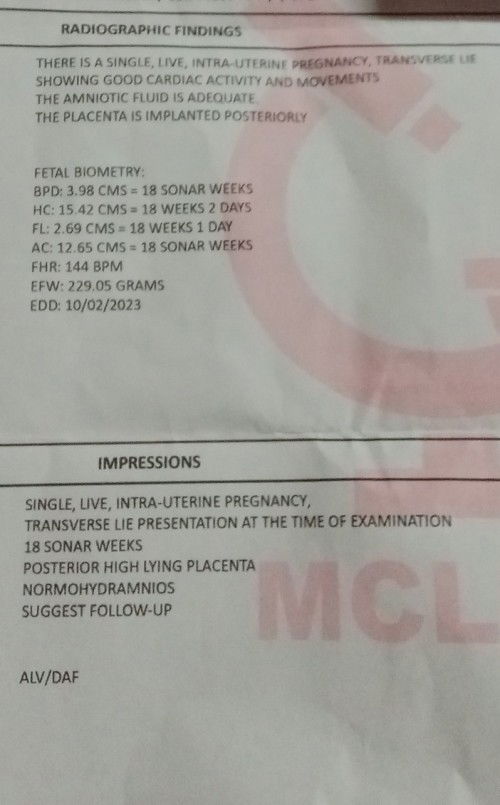 RADIOGRAPHIC FINDINGS
THERE IS A SINGLE, LIVE, INTRA-UTERINE PREGNANCY, TRANSVERSE LIE
SHOWING GOOD CARDIAC ACTIVITY AND MOVEMENTS
THE AMNIOTIC FLUID IS ADEQUATE.
THE PLACENTA IS IMPLANTED POSTERIORLY
FETAL BIOMETRY:
BPD: 3.98 CMS = 18 SONAR WEEKS
HC: 15.42 CMS = 18 WEEKS 2 DAYS
FL: 2.69 CMS = 18 WEEKS 1 DAY
AC: 12.65 CMS = 18 SONAR WEEKS
FHR: 144 BPM
EFW: 229.05 GRAMS
EDD: 10/02/2023
IMPRESSIONS
SINGLE, LIVE, INTRA-UTERINE PREGNANCY,
TRANSVERSE LIE PRESENTATION AT THE TIME OF EXAMINATION
18 SONAR WEEKS
POSTERIOR HIGH LYING PLACENTA
NORMOHYDRAMNIOS
SUGGEST FOLLOW-UP
MCL
ALV/DAF